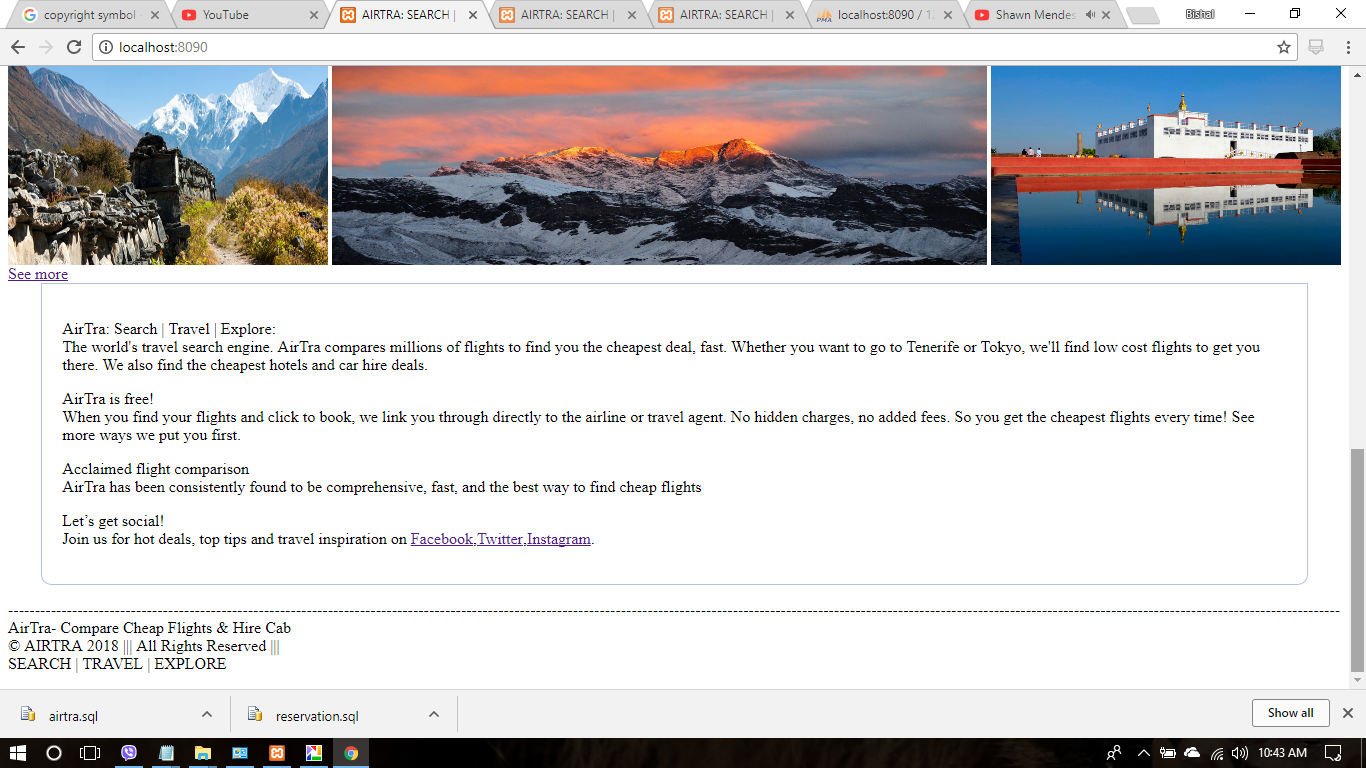 copyright symbol
YouTube
AIRTRA: SEARCH |
AIRTRA: SEARCH |
AIRTRA: SEARCH |
localhost:8090 / 12
Shawn Mendes
Bishal
localhost:8090
See more
AirTra: Search | Travel | Explore:
The world's travel search engine. AirTra compares millions of flights to find you the cheapest deal, fast. Whether you want to go to Tenerife or Tokyo, we'll find low cost flights to get you
there. We also find the cheapest hotels and car hire deals.
AirTra is free!
When you find your flights and click to book, we link you through directly to the airline or travel agent. No hidden charges, no added fees. So you get the cheapest flights every time! See
more ways we put you first.
Acclaimed flight comparison
AirTra has been consistently found to be comprehensive, fast, and the best way to find cheap flights
Let’s get social!
Join us for hot deals, top tips and travel inspiration on Facebook,Twitter,Instagram.
AirTra- Compare Cheap Flights & Hire Cab
© AIRTRA 2018 ||| All Rights Reserved |||
SEARCH | TRAVEL | EXPLORE
airtra.sql
reservation.sql
Show all
10:43 AM